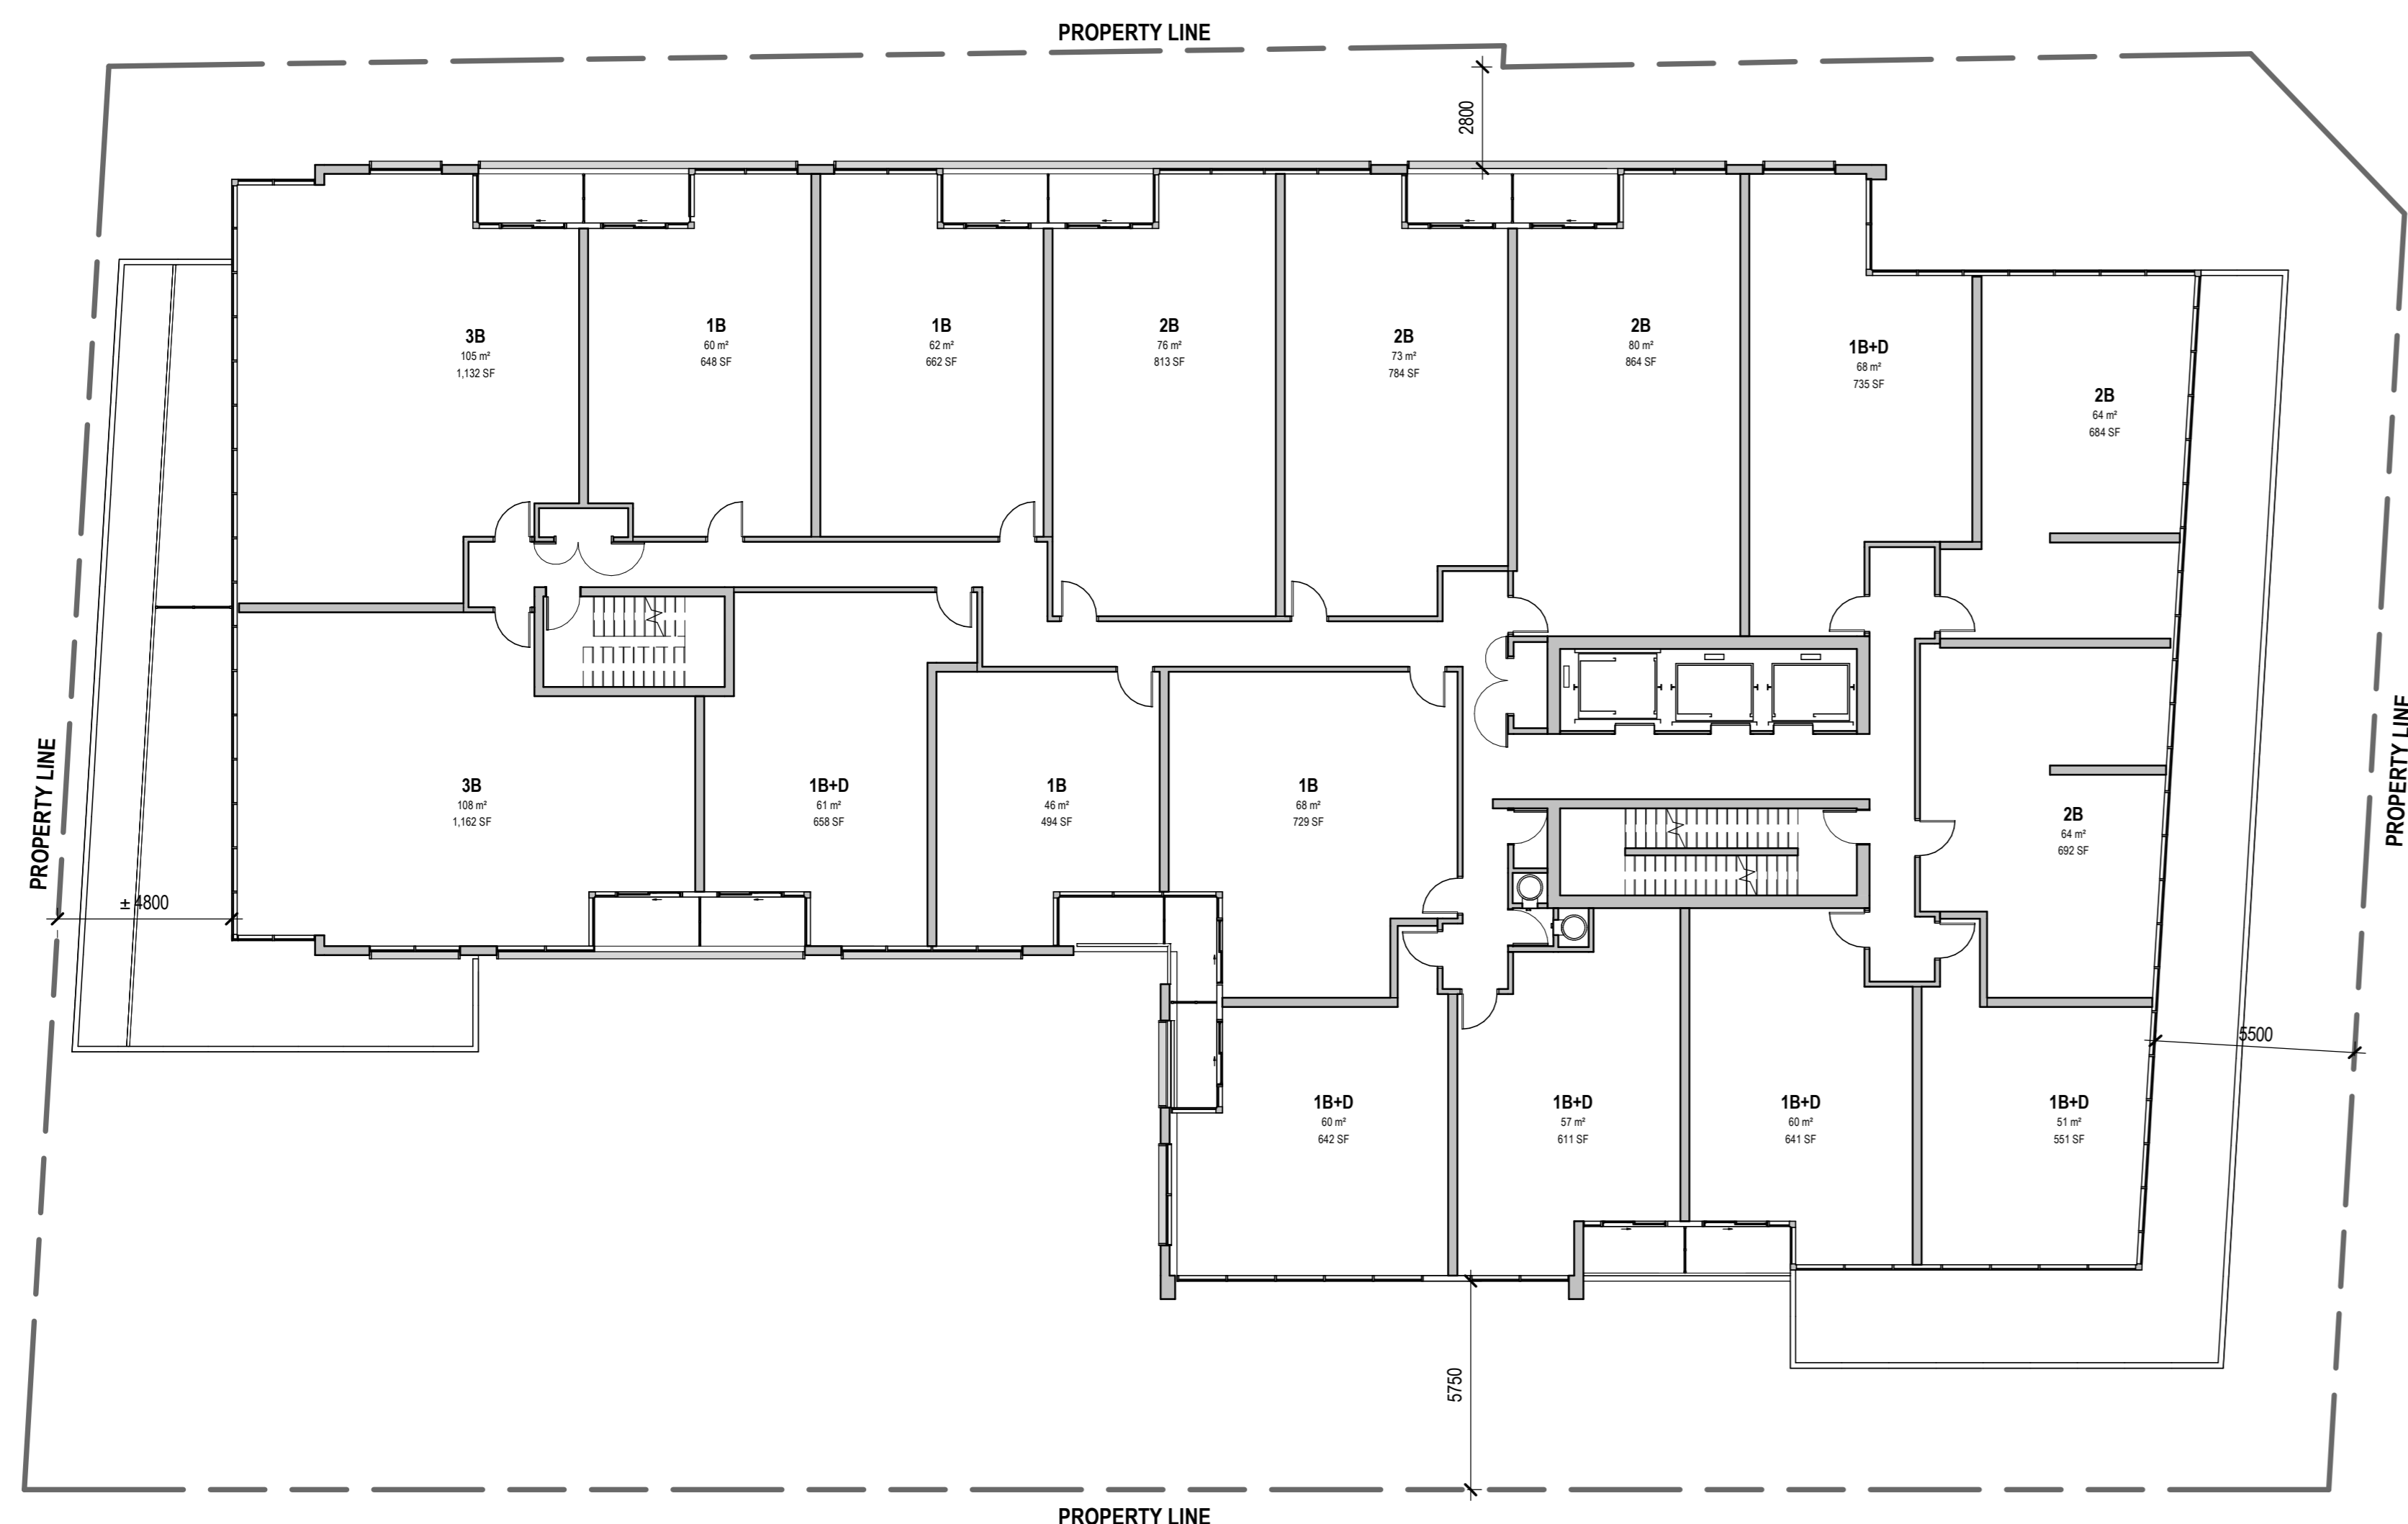 PROPERTY LINE
2800
3B
105 m²
1,132 SF
1B
60 m²
648 SF
1B
62 m²
662 SF
2B
76 m²
813 SF
2B
73 m²
784 SF
2B
80 m²
864 SF
1B+D
68 m²
735 SF
2B
64 m²
684 SF
PROPERTY LINE
± 4800
3B
108 m²
1,162 SF
1B+D
61 m²
658 SF
1B
46 m²
494 SF
1B
68 m²
729 SF
2B
64 m²
692 SF
PROPERTY LINE
5500
1B+D
60 m²
642 SF
1B+D
57 m²
611 SF
1B+D
60 m²
641 SF
1B+D
51 m²
551 SF
5750
PROPERTY LINE